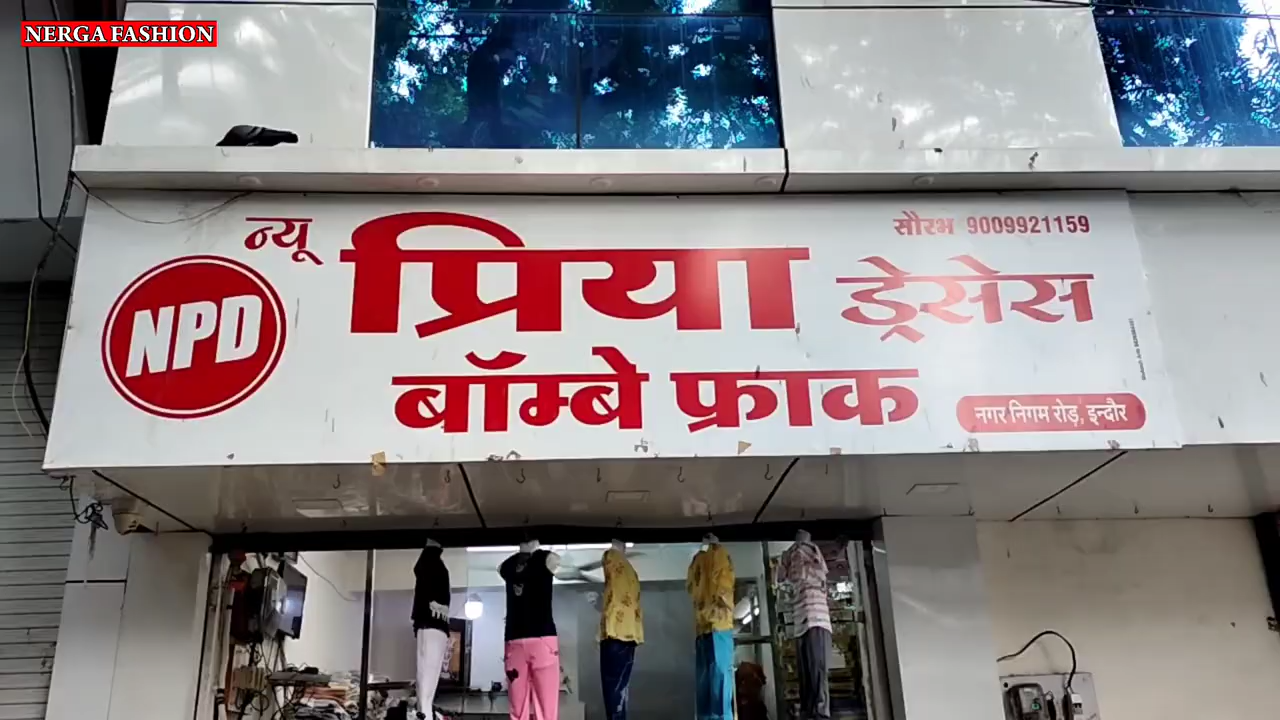 NERGA FASHION
सौरभ 9009921159
न्यू प्रिया ड्रेसेस
NPD
बॉम्बे फ्राक
नगर निगम रोड़, इन्दौर